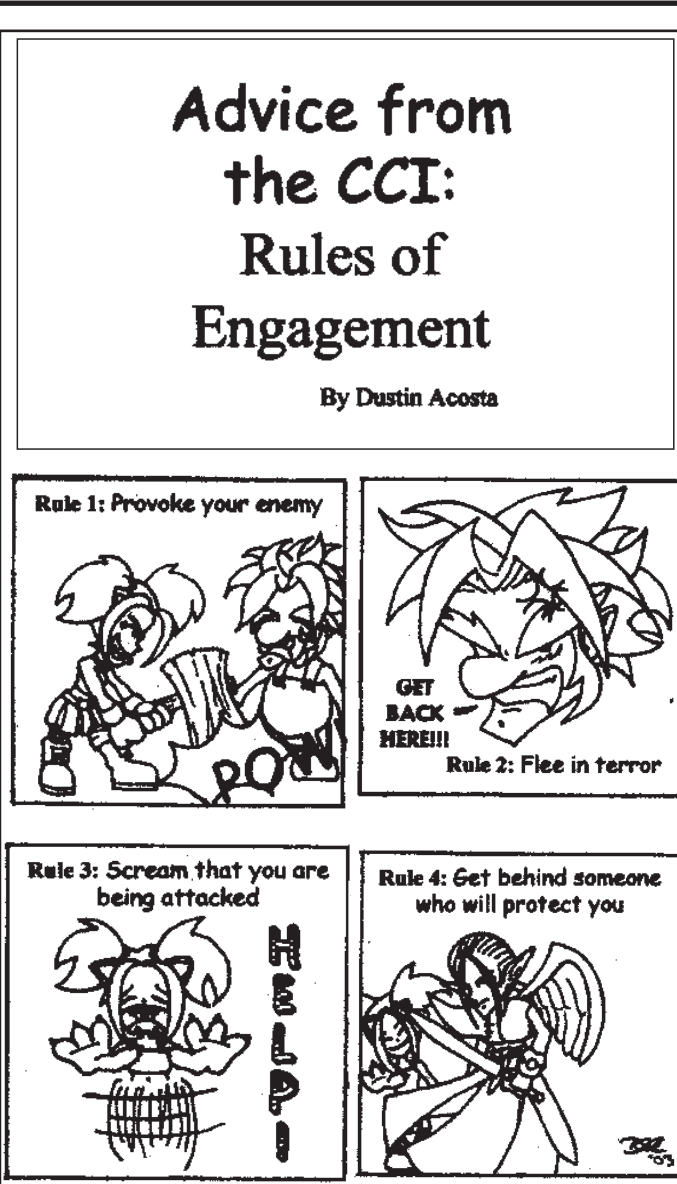 Advice from
the CCI:
Rules of
Engagement
By Dustin Acosta
Rule 1: Provoke your enemy
PO
GET
BACK
HERE!!!
Rule 2: Flee in terror
Rule 3: Scream that you are
being attacked
HELP!
Rule 4: Get behind someone
who will protect you
'03